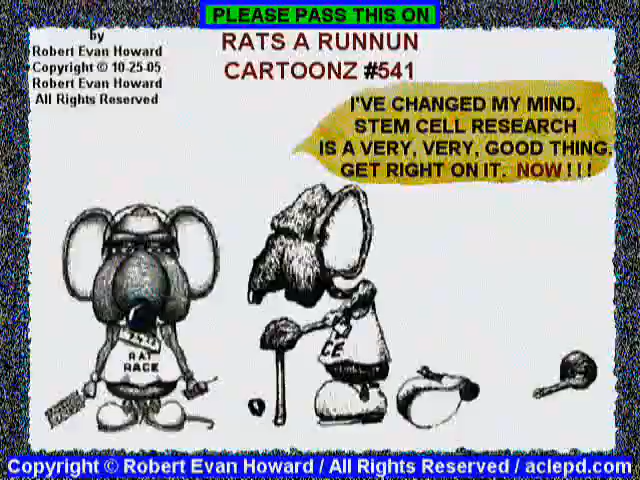 PLEASE PASS THIS ON
by
Robert Evan Howard
Copyright © 10-25-05
Robert Evan Howard
All Rights Reserved
RATS A RUNNUN
CARTOONZ #541
I'VE CHANGED MY MIND.
STEM CELL RESEARCH
IS A VERY, VERY, GOOD THING.
GET RIGHT ON IT. NOW ! ! !
RAT
RACE
CE
Copyright © Robert Evan Howard / All Rights Reserved / aclepd.com